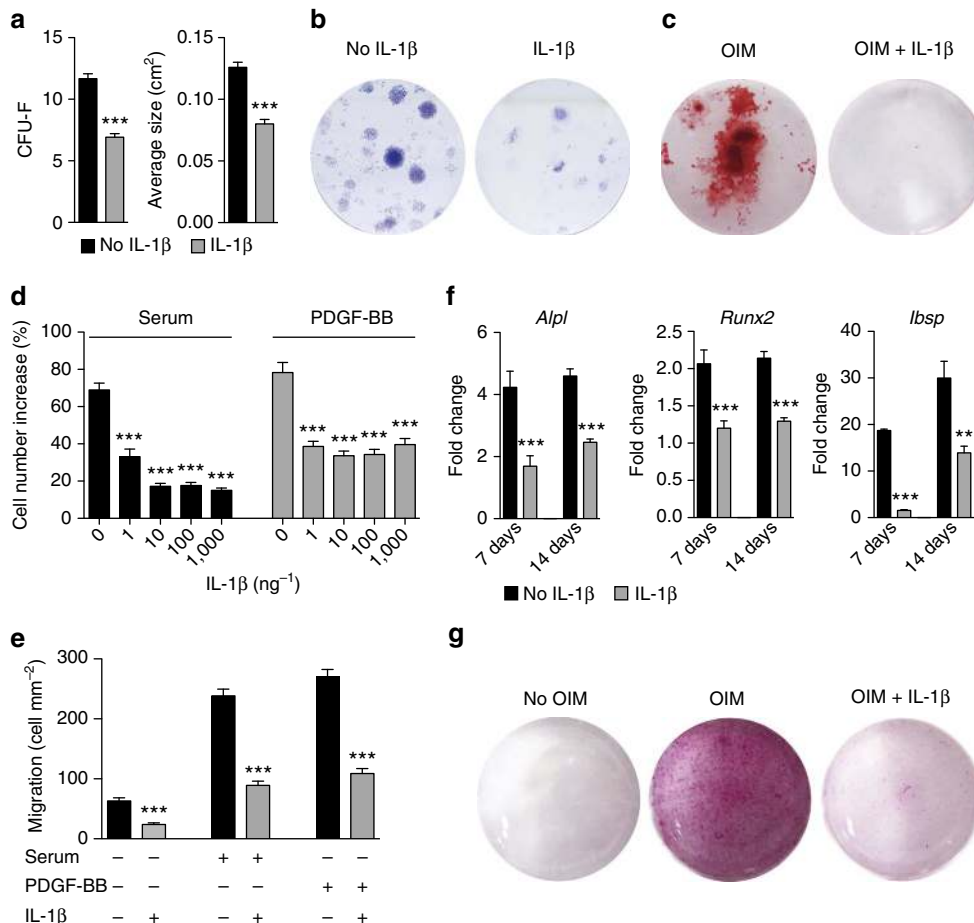 a
CFU-F
15
10
5
0
***
Average size (cm²)
0.15
0.10
0.05
0.00
***
No IL-1β
IL-1β
b
No IL-1β
IL-1β
c
OIM
OIM + IL-1β
d
Serum
PDGF-BB
Cell number increase (%)
100
80
60
40
20
0
*** *** *** ***
*** *** *** ***
0 1 10 100 1,000
0 1 10 100 1,000
IL-1β (ng⁻¹)
f
Alpl
Fold change
6
4
2
0
***
***
7 days 14 days
Runx2
Fold change
2.5
2.0
1.5
1.0
0.5
0.0
***
***
7 days 14 days
Ibsp
Fold change
40
30
20
10
0
***
**
7 days 14 days
No IL-1β
IL-1β
e
Migration (cell mm⁻²)
300
200
100
0
***
***
***
Serum – – + + – –
PDGF-BB – – – – + +
IL-1β – + – + – +
g
No OIM
OIM
OIM + IL-1β